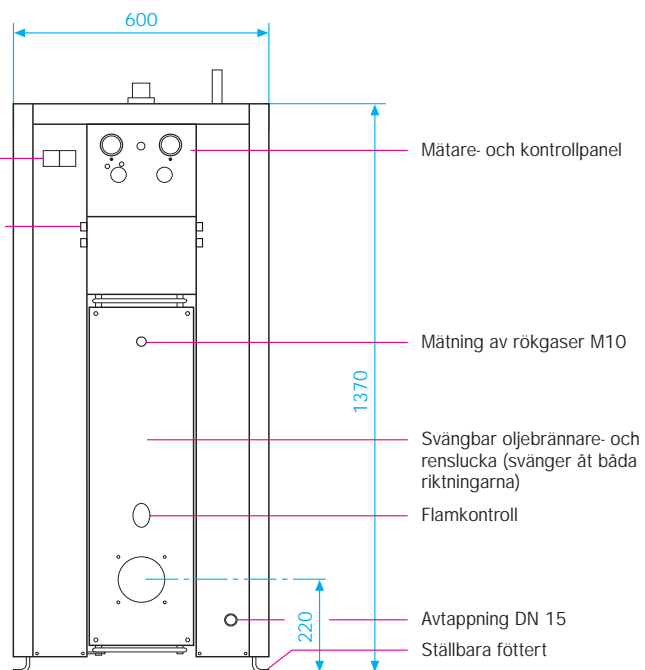 600
Mätare- och kontrollpanel
Mätning av rökgaser M10
1370
Svängbar oljebrännare- och
renslucka (svänger åt båda
riktningarna)
Flamkontroll
220
Avtappning DN 15
Ställbara föttert